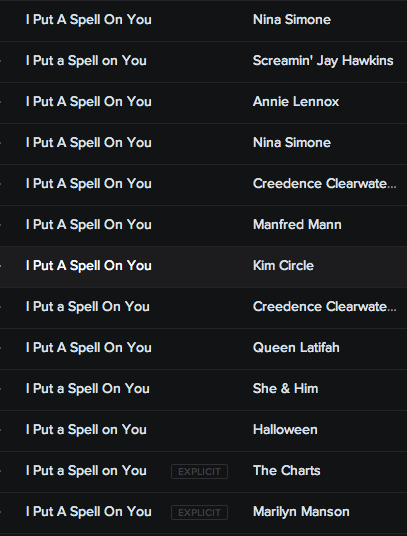 I Put A Spell On You Nina Simone
I Put a Spell on You Screamin' Jay Hawkins
I Put A Spell On You Annie Lennox
I Put A Spell On You Nina Simone
I Put A Spell On You Creedence Clearwate...
I Put A Spell On You Manfred Mann
I Put A Spell On You Kim Circle
I Put a Spell On You Creedence Clearwate...
I Put A Spell On You Queen Latifah
I Put a Spell On You She & Him
I Put a Spell on you Halloween
I Put a Spell on You EXPLICIT The Charts
I Put A Spell On You EXPLICIT Marilyn Manson